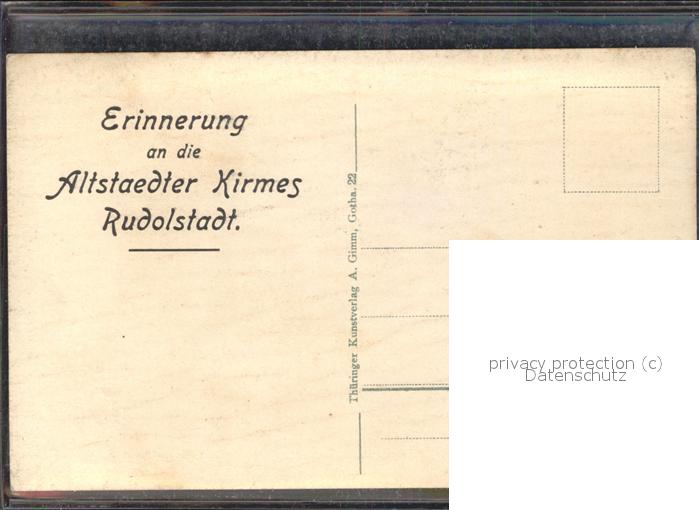 Erinnerung
an die
Altstaedter Kirmes
Rudolstadt.
Thüringer Kunstverlag A. Gimm, Gotha. 22
privacy protection (c)
Datenschutz